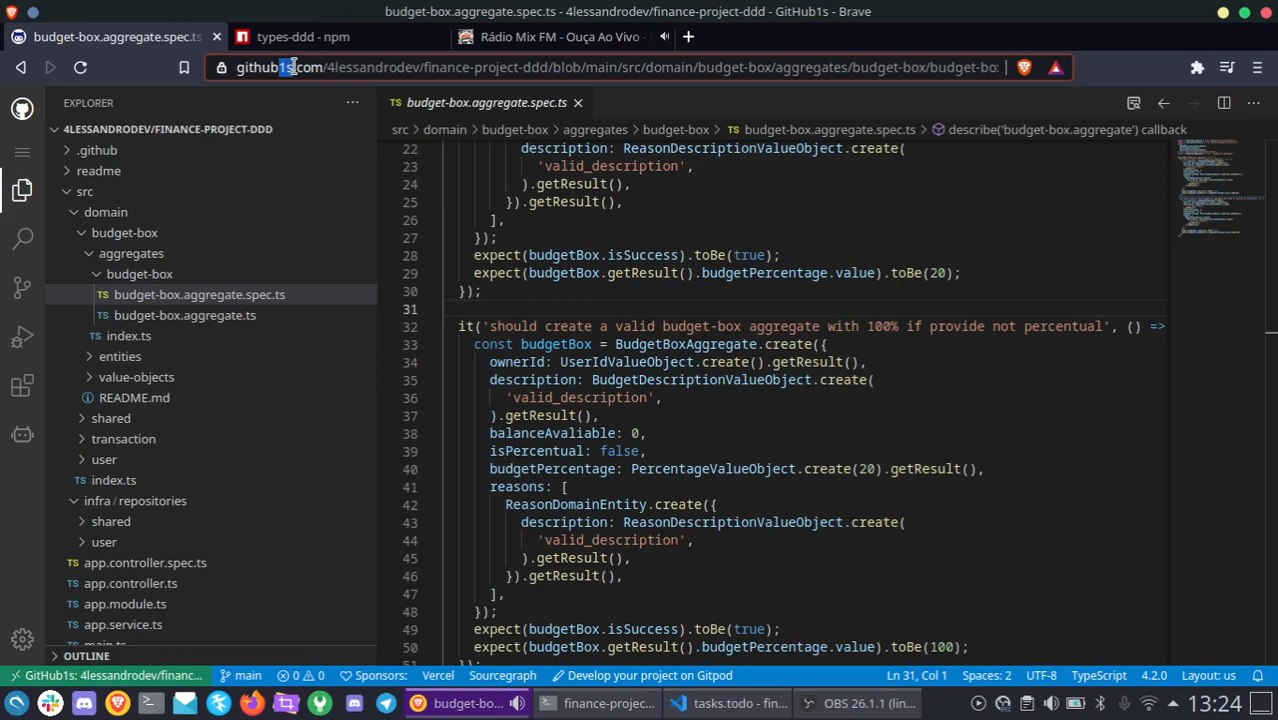 budget-box.aggregate.spec.ts - 4lessandrodev/finance-project-ddd - GitHub1s - Brave
budget-box.aggregate.spec.ts
types-ddd - npm
Rádio Mix FM - Ouça Ao Vivo -
github1s.com/4lessandrodev/finance-project-ddd/blob/main/src/domain/budget-box/aggregates/budget-box/budget-bo
EXPLORER
4LESSANDRODEV/FINANCE-PROJECT-DDD
.github
readme
src
domain
budget-box
aggregates
budget-box
TS budget-box.aggregate.spec.ts
TS budget-box.aggregate.ts
TS index.ts
entities
value-objects
README.md
shared
transaction
user
TS index.ts
infra / repositories
shared
user
TS app.controller.spec.ts
TS app.controller.ts
TS app.module.ts
TS app.service.ts
OUTLINE
TS budget-box.aggregate.spec.ts
src > domain > budget-box > aggregates > budget-box > TS budget-box.aggregate.spec.ts > describe('budget-box.aggregate') callback
22 description: ReasonDescriptionValueObject.create(
23 'valid_description',
24 ).getResult(),
25 }).getResult(),
26 ],
27 });
28 expect(budgetBox.isSuccess).toBe(true);
29 expect(budgetBox.getResult().budgetPercentage.value).toBe(20);
30 });
31
32 it('should create a valid budget-box aggregate with 100% if provide not percentual', () =>
33 const budgetBox = BudgetBoxAggregate.create({
34 ownerId: UserIdValueObject.create().getResult(),
35 description: BudgetDescriptionValueObject.create(
36 'valid_description',
37 ).getResult(),
38 balanceAvaliable: 0,
39 isPercentual: false,
40 budgetPercentage: PercentageValueObject.create(20).getResult(),
41 reasons: [
42 ReasonDomainEntity.create({
43 description: ReasonDescriptionValueObject.create(
44 'valid_description',
45 ).getResult(),
46 }).getResult(),
47 ],
48 });
49 expect(budgetBox.isSuccess).toBe(true);
50 expect(budgetBox.getResult().budgetPercentage.value).toBe(100);
GitHub1s: 4lessandrodev/financ... main 0 0 Sponsors: Vercel Sourcegraph Develop your project on Gitpod Ln 31, Col 1 Spaces: 2 UTF-8 TypeScript 4.2.0 Layout: us
budget-bo... finance-projec... tasks.todo - fin... OBS 26.1.1 (lin... 13:24